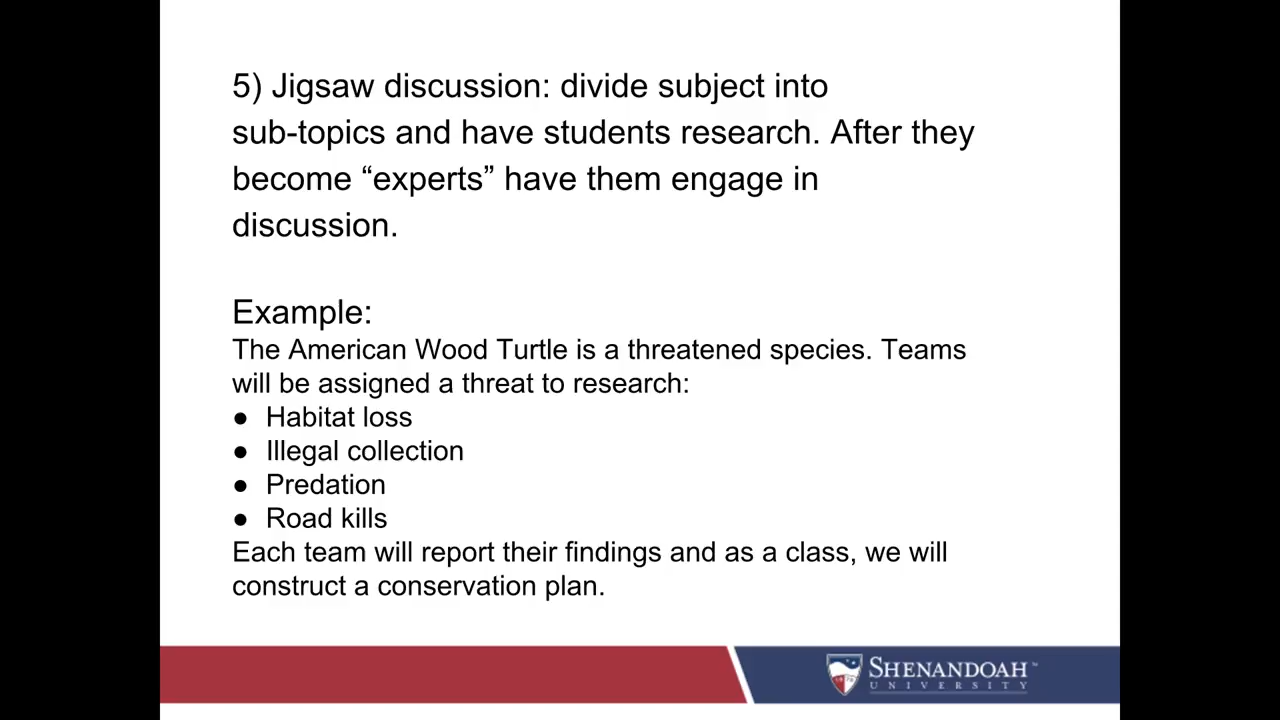 5) Jigsaw discussion: divide subject into
sub-topics and have students research. After they
become “experts” have them engage in
discussion.
Example:
The American Wood Turtle is a threatened species. Teams
will be assigned a threat to research:
● Habitat loss
● Illegal collection
● Predation
● Road kills
Each team will report their findings and as a class, we will
construct a conservation plan.
SHENANDOAH™
UNIVERSITY